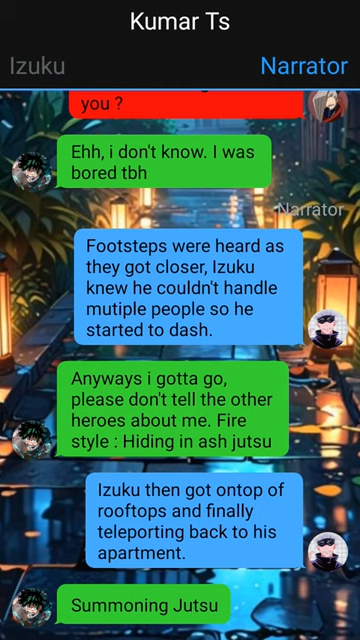 Kumar Ts
Izuku
Narrator
you ?
Ehh, i don't know. I was
bored tbh
Narrator
Footsteps were heard as
they got closer, Izuku
knew he couldn't handle
mutiple people so he
started to dash.
Anyways i gotta go,
please don't tell the other
heroes about me. Fire
style : Hiding in ash jutsu
Izuku then got ontop of
rooftops and finally
teleporting back to his
apartment.
Summoning Jutsu